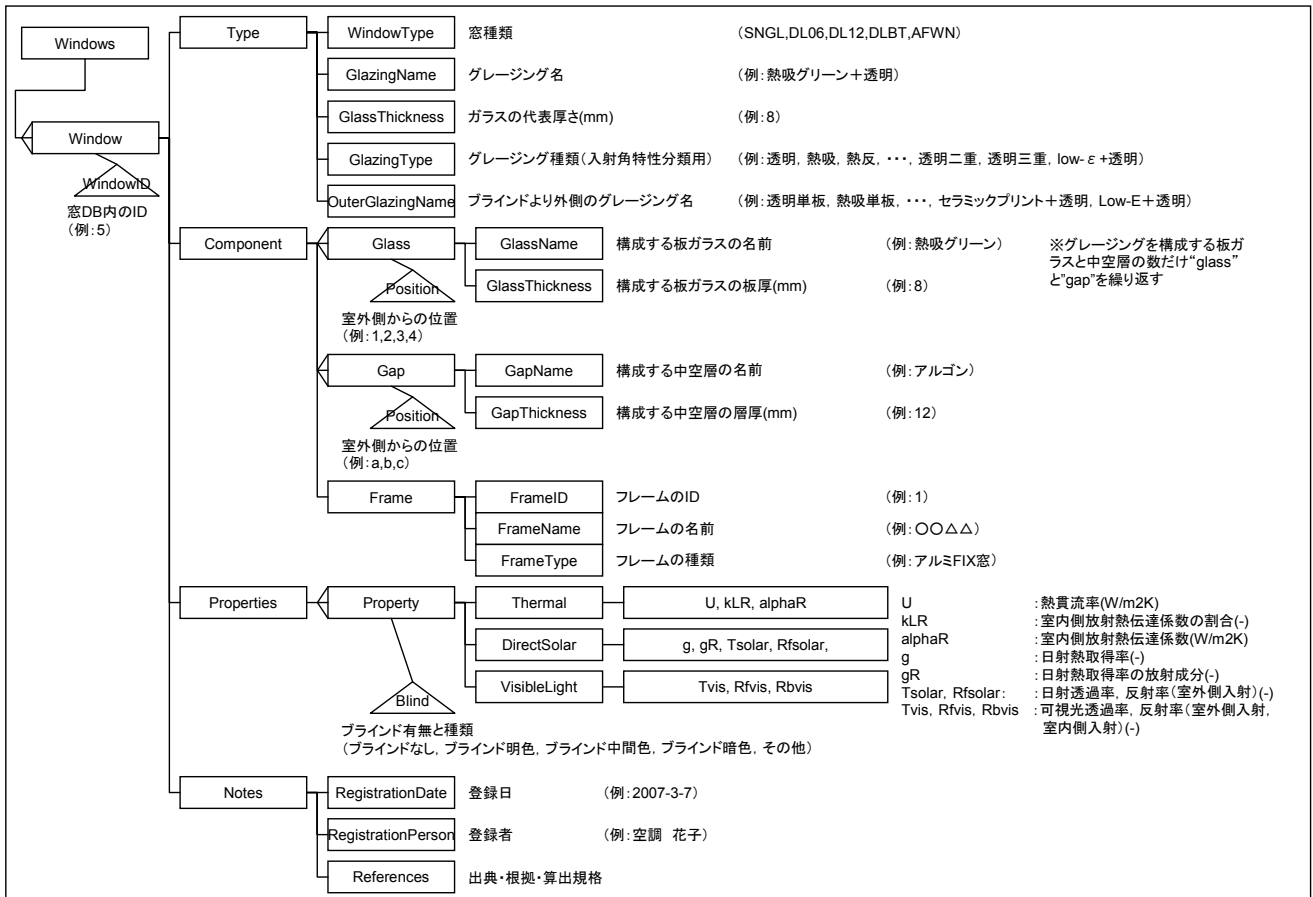 Windows
Window
WindowID
窓DB内のID
(例:5)
Type
WindowType 窓種類 (SNGL,DL06,DL12,DLBT,AFWN)
GlazingName グレージング名 (例:熱吸グリーン+透明)
GlassThickness ガラスの代表厚さ(mm) (例:8)
GlazingType グレージング種類(入射角特性分類用) (例:透明, 熱吸, 熱反, ・・・, 透明二重, 透明三重, low-ε+透明)
OuterGlazingName ブラインドより外側のグレージング名 (例:透明単板, 熱吸単板, ・・・, セラミックプリント+透明, Low-E+透明)
Component
Glass
Position
室外側からの位置
(例:1,2,3,4)
GlassName 構成する板ガラスの名前 (例:熱吸グリーン)
GlassThickness 構成する板ガラスの板厚(mm) (例:8)
※グレージングを構成する板ガ
ラスと中空層の数だけ“glass”
と”gap”を繰り返す
Gap
Position
室外側からの位置
(例:a,b,c)
GapName 構成する中空層の名前 (例:アルゴン)
GapThickness 構成する中空層の層厚(mm) (例:12)
Frame
FrameID フレームのID (例:1)
FrameName フレームの名前 (例:〇〇△△)
FrameType フレームの種類 (例:アルミFIX窓)
Properties
Property
Blind
ブラインド有無と種類
(ブラインドなし, ブラインド明色, ブラインド中間色, ブラインド暗色, その他)
Thermal U, kLR, alphaR
DirectSolar g, gR, Tsolar, Rfsolar,
VisibleLight Tvis, Rfvis, Rbvis
U :熱貫流率(W/m2K)
kLR :室内側放射熱伝達係数の割合(-)
alphaR :室内側放射熱伝達係数(W/m2K)
g :日射熱取得率(-)
gR :日射熱取得率の放射成分(-)
Tsolar, Rfsolar: :日射透過率, 反射率(室外側入射)(-)
Tvis, Rfvis, Rbvis :可視光透過率, 反射率(室外側入射,
室内側入射)(-)
Notes
RegistrationDate 登録日 (例:2007-3-7)
RegistrationPerson 登録者 (例:空調 花子)
References 出典・根拠・算出規格